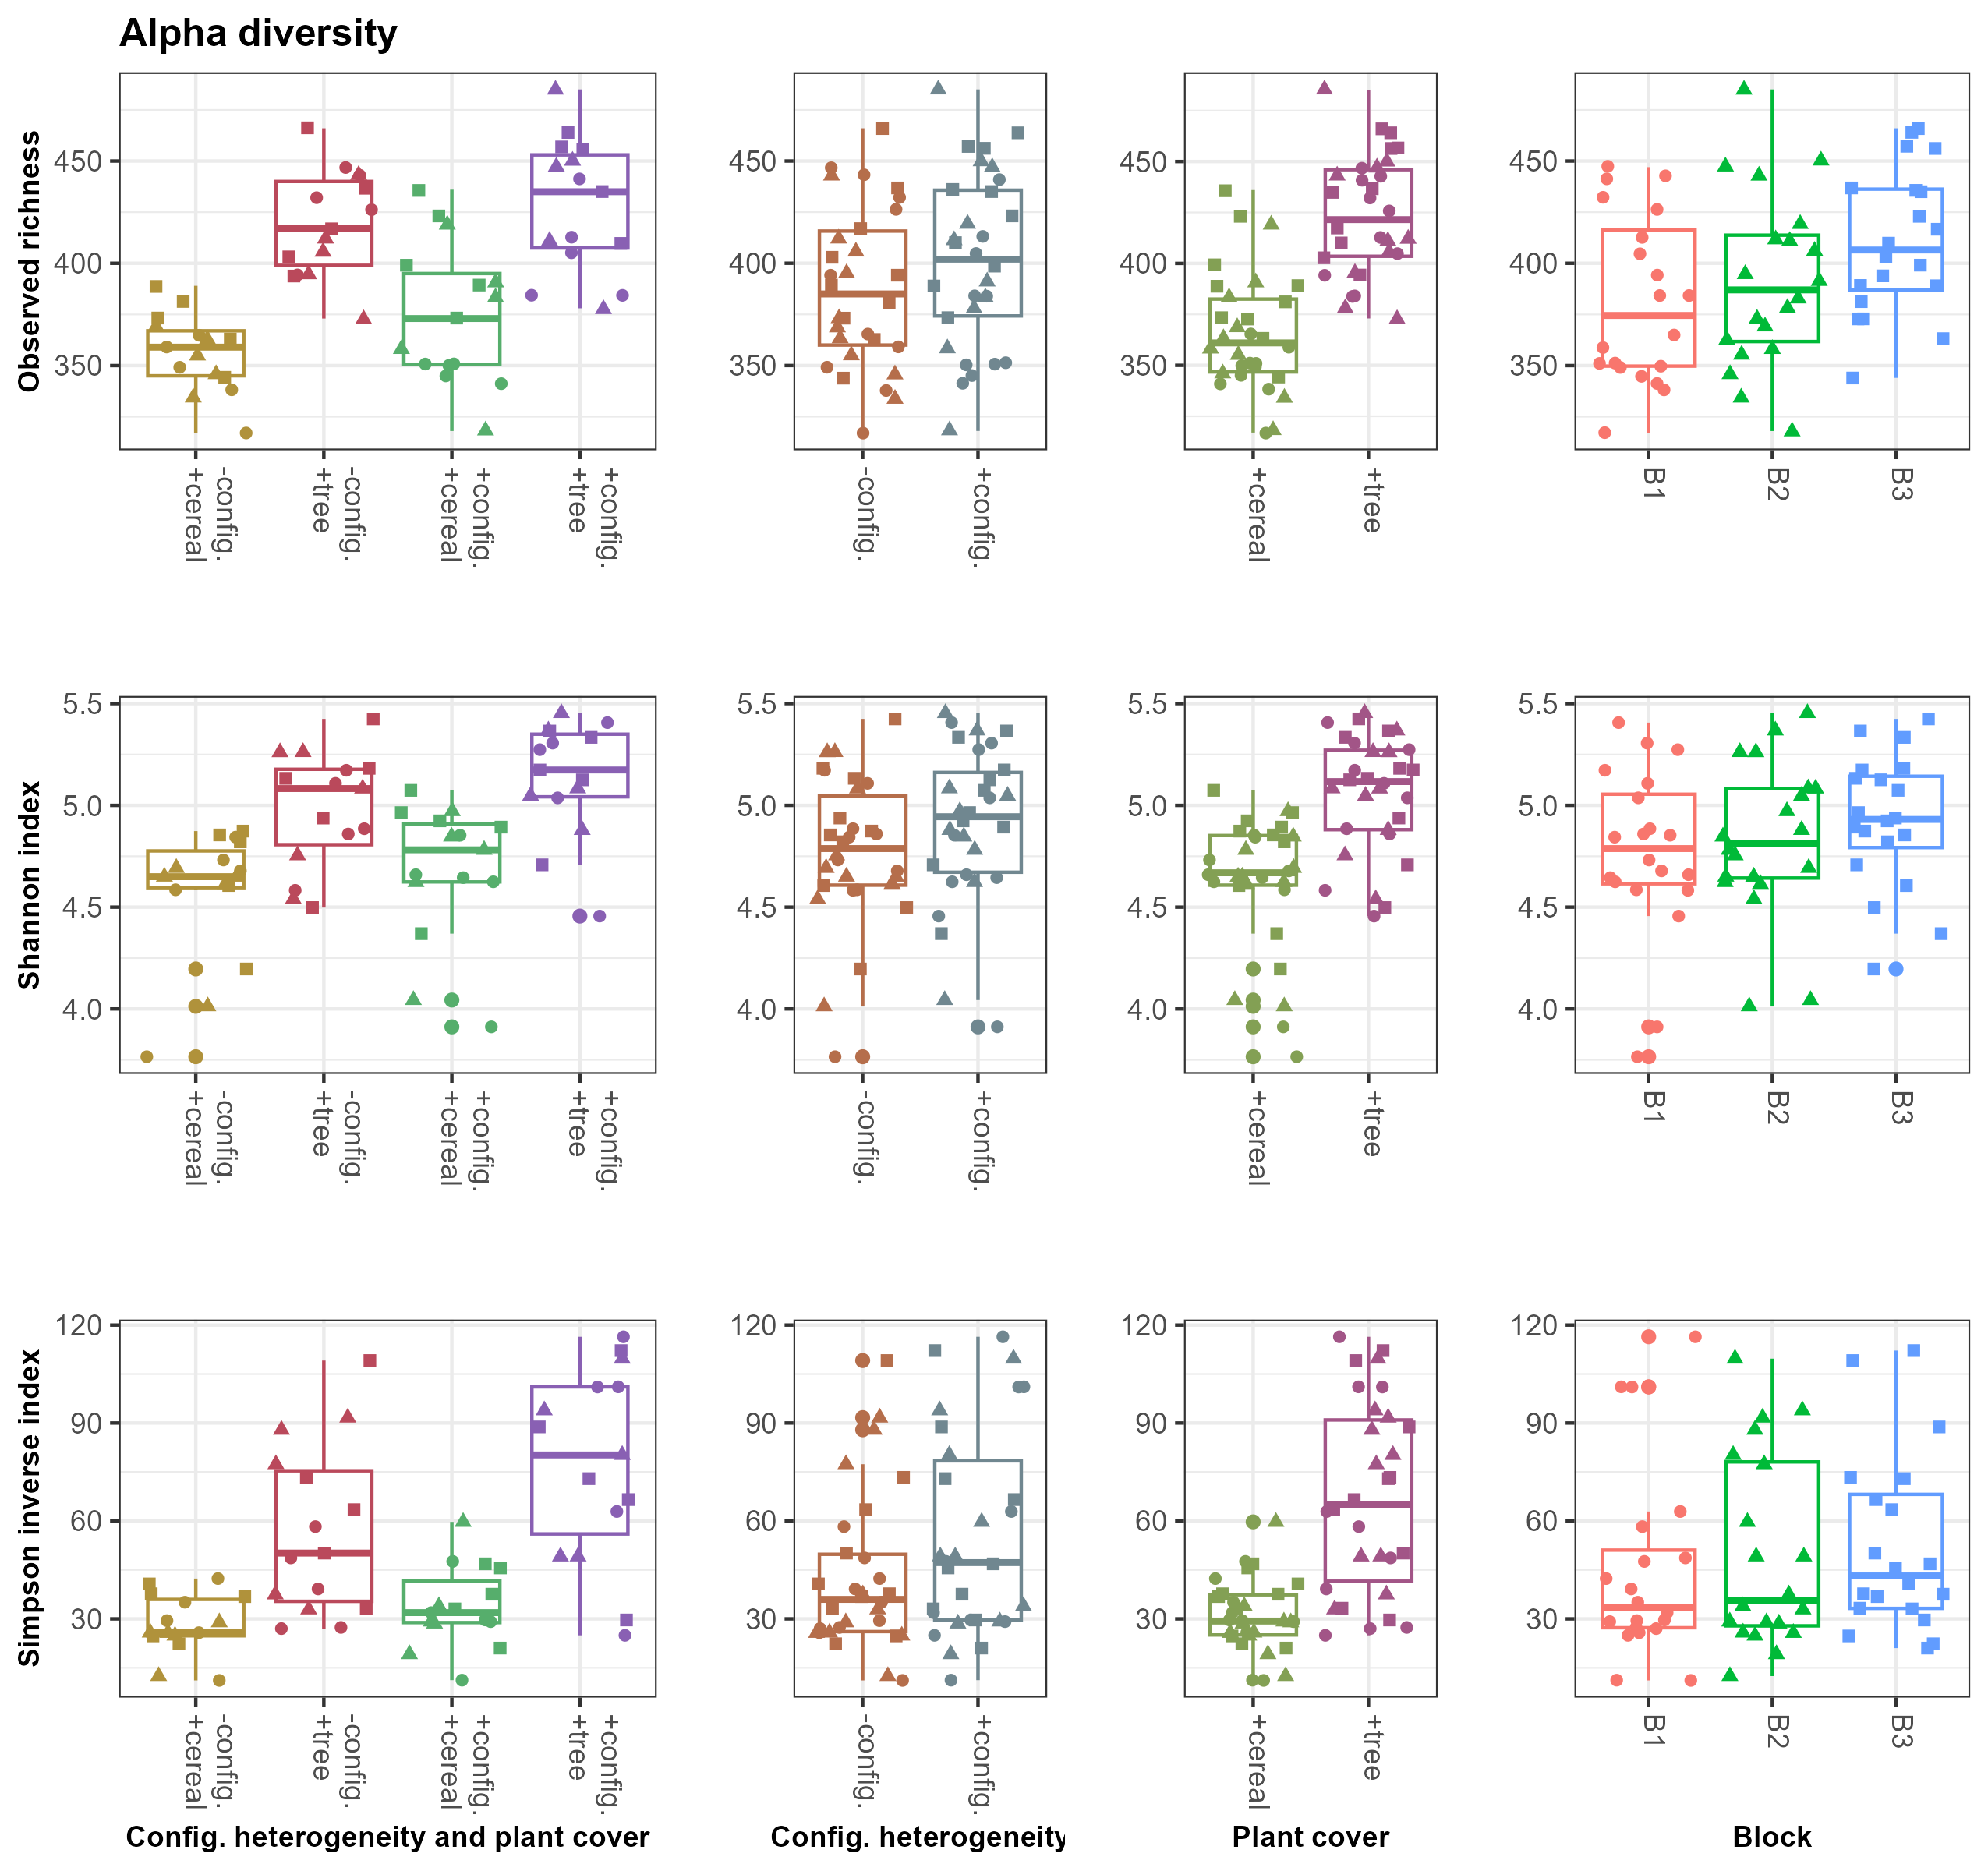 Alpha diversity
Observed richness
450
400
350
-config.
+cereal
-config.
+tree
+config.
+cereal
+config.
+tree
450
400
350
-config.
+config.
450
400
350
+cereal
+tree
450
400
350
B1
B2
B3
Shannon index
5.5
5.0
4.5
4.0
-config.
+cereal
-config.
+tree
+config.
+cereal
+config.
+tree
5.5
5.0
4.5
4.0
-config.
+config.
5.5
5.0
4.5
4.0
+cereal
+tree
5.5
5.0
4.5
4.0
B1
B2
B3
Simpson inverse index
120
90
60
30
-config.
+cereal
-config.
+tree
+config.
+cereal
+config.
+tree
Config. heterogeneity and plant cover
120
90
60
30
-config.
+config.
Config. heterogeneity
120
90
60
30
+cereal
+tree
Plant cover
120
90
60
30
B1
B2
B3
Block